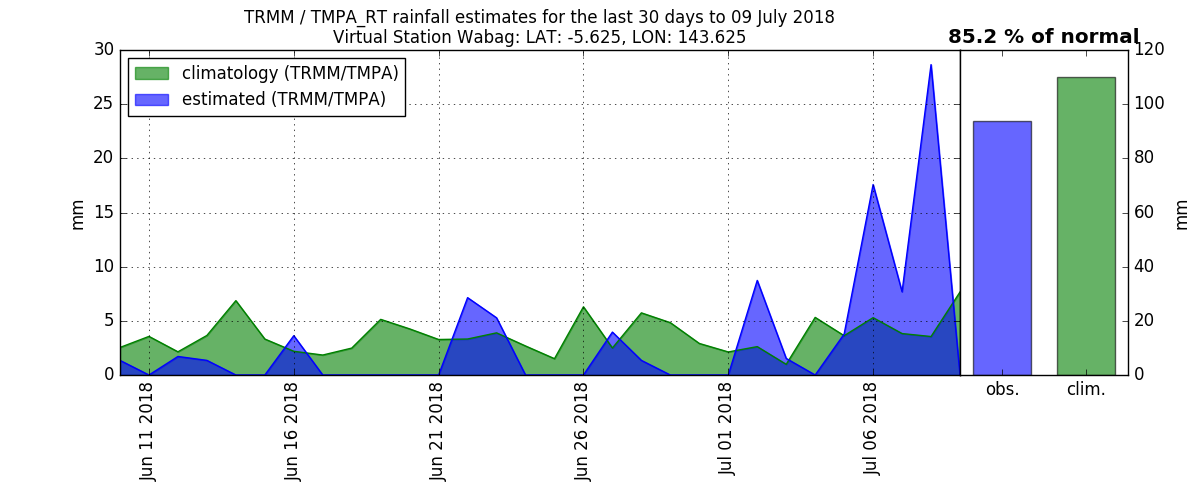 TRMM / TMPA_RT rainfall estimates for the last 30 days to 09 July 2018
Virtual Station Wabag: LAT: -5.625, LON: 143.625
85.2 % of normal
climatology (TRMM/TMPA)
estimated (TRMM/TMPA)
30
25
20
15
10
5
0
mm
Jun 11 2018
Jun 16 2018
Jun 21 2018
Jun 26 2018
Jul 01 2018
Jul 06 2018
obs.
clim.
120
100
80
60
40
20
0
mm